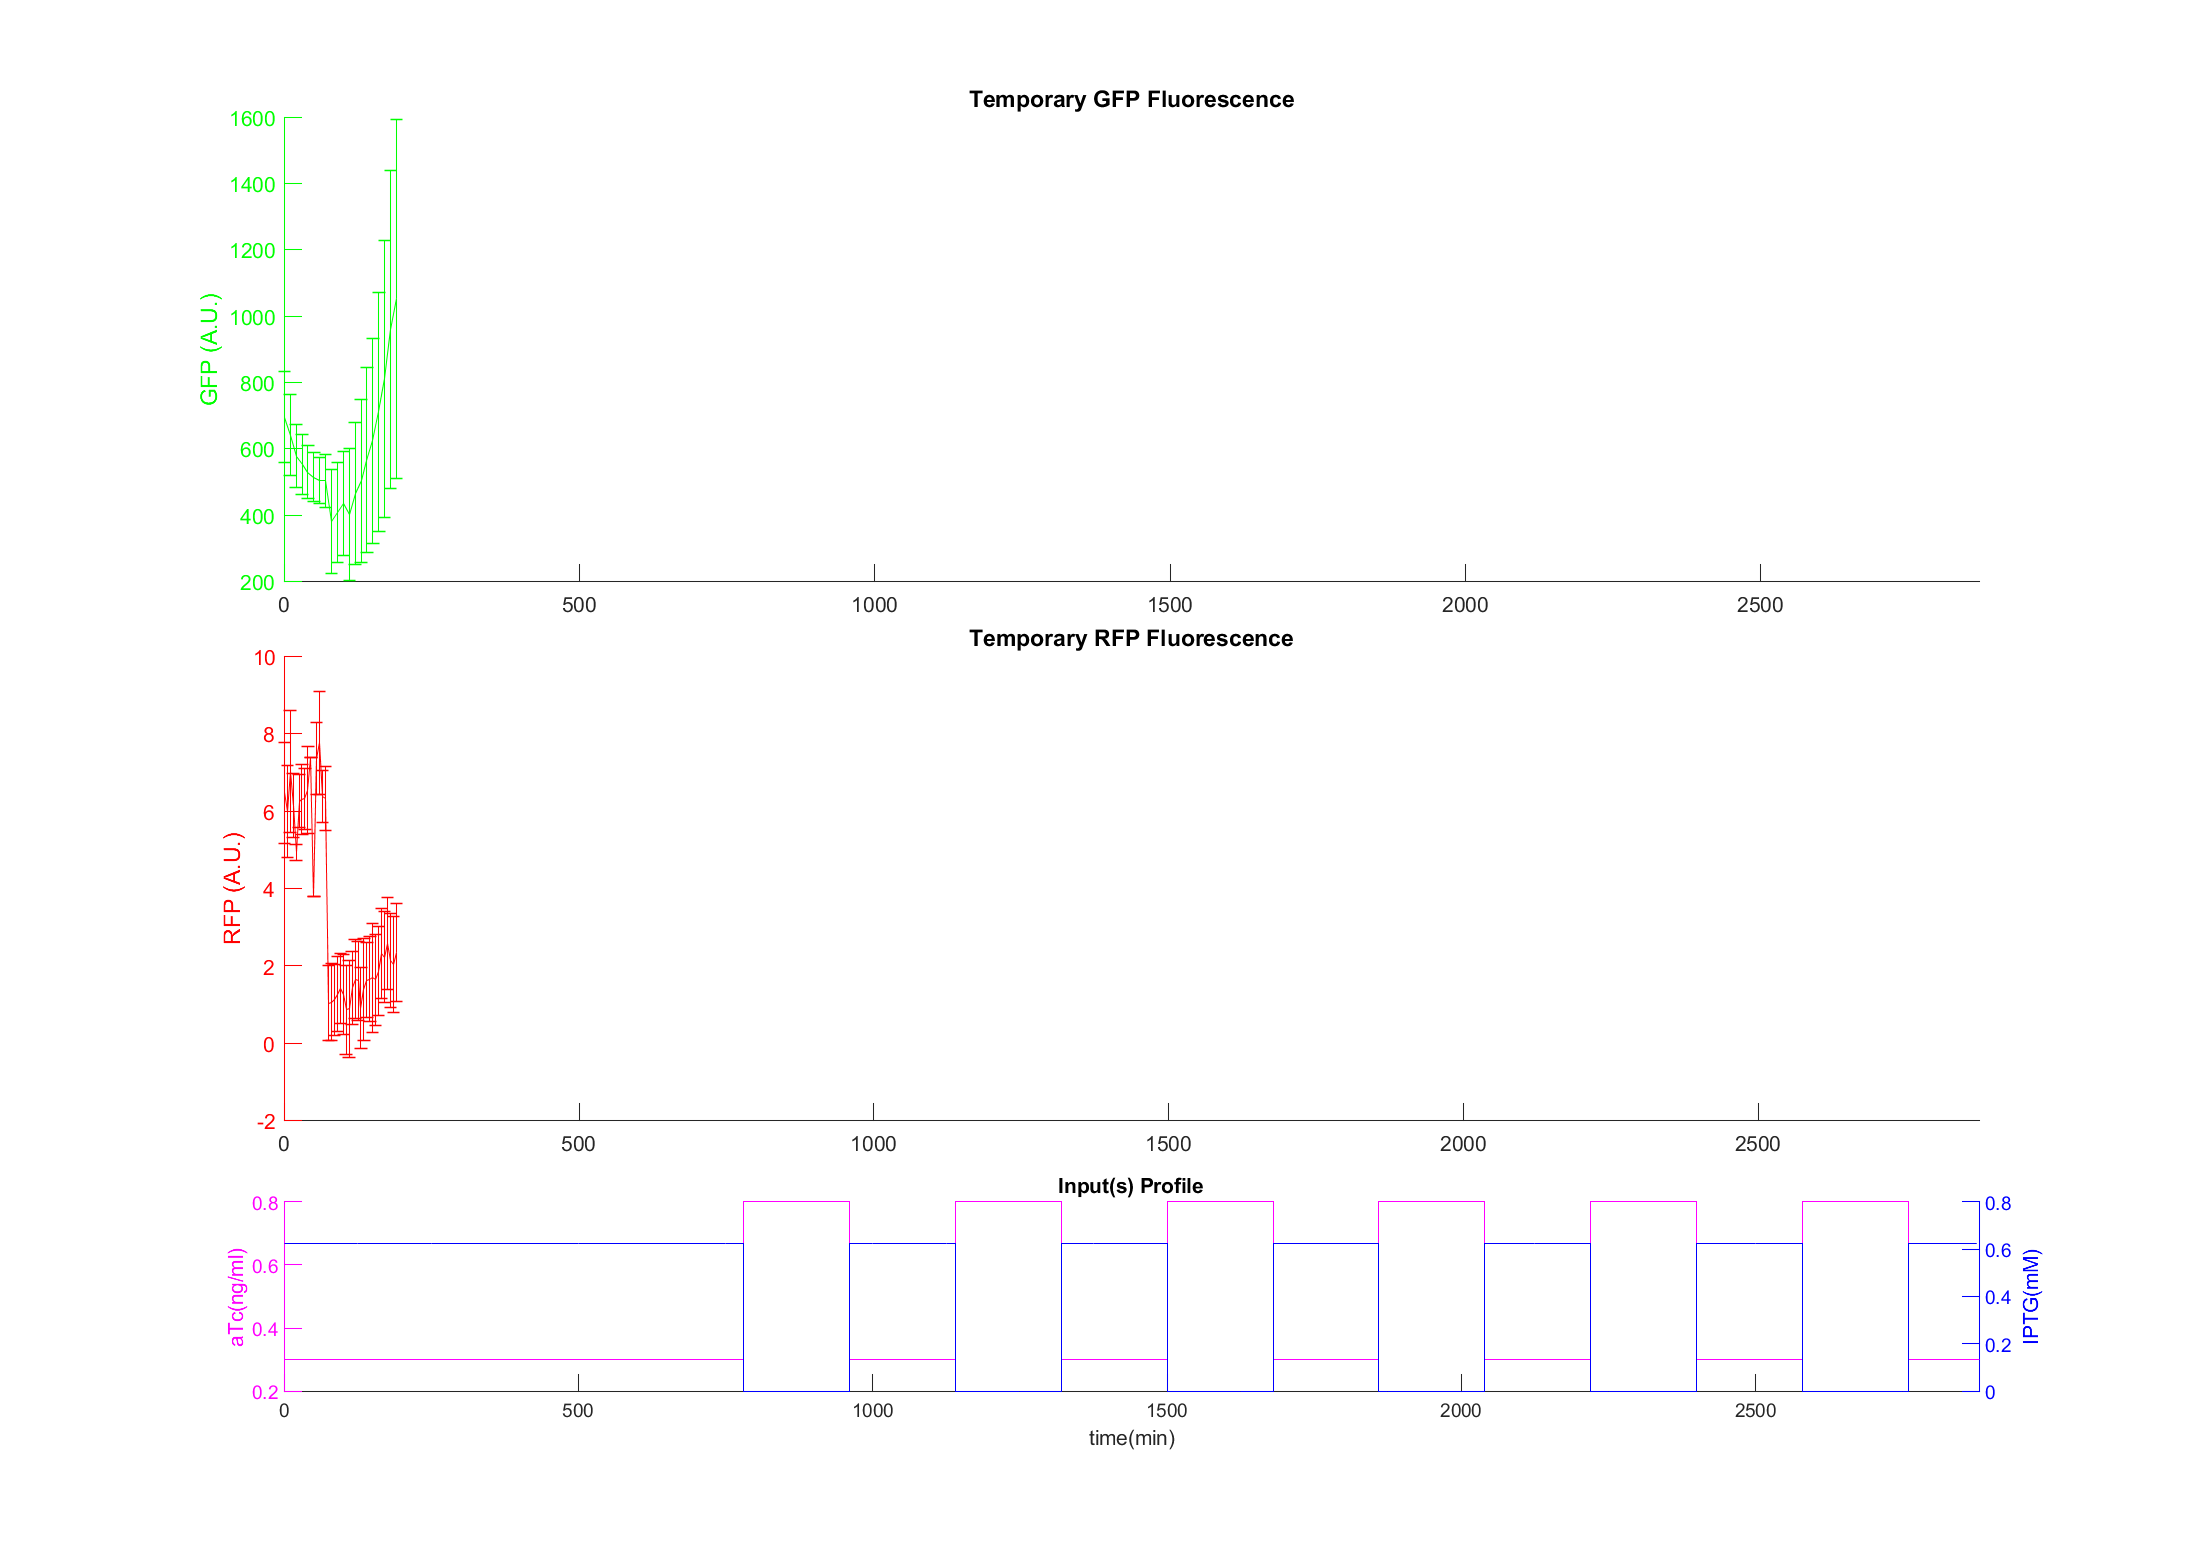 Temporary GFP Fluorescence
GFP (A.U.)
1600
1400
1200
1000
800
600
400
200
0 500 1000 1500 2000 2500
Temporary RFP Fluorescence
RFP (A.U.)
10
8
6
4
2
0
-2
0 500 1000 1500 2000 2500
Input(s) Profile
aTc(ng/ml)
0.8
0.6
0.4
0.2
0.8
0.6
0.4
0.2
0
IPTG(mM)
0 500 1000 1500 2000 2500
time(min)